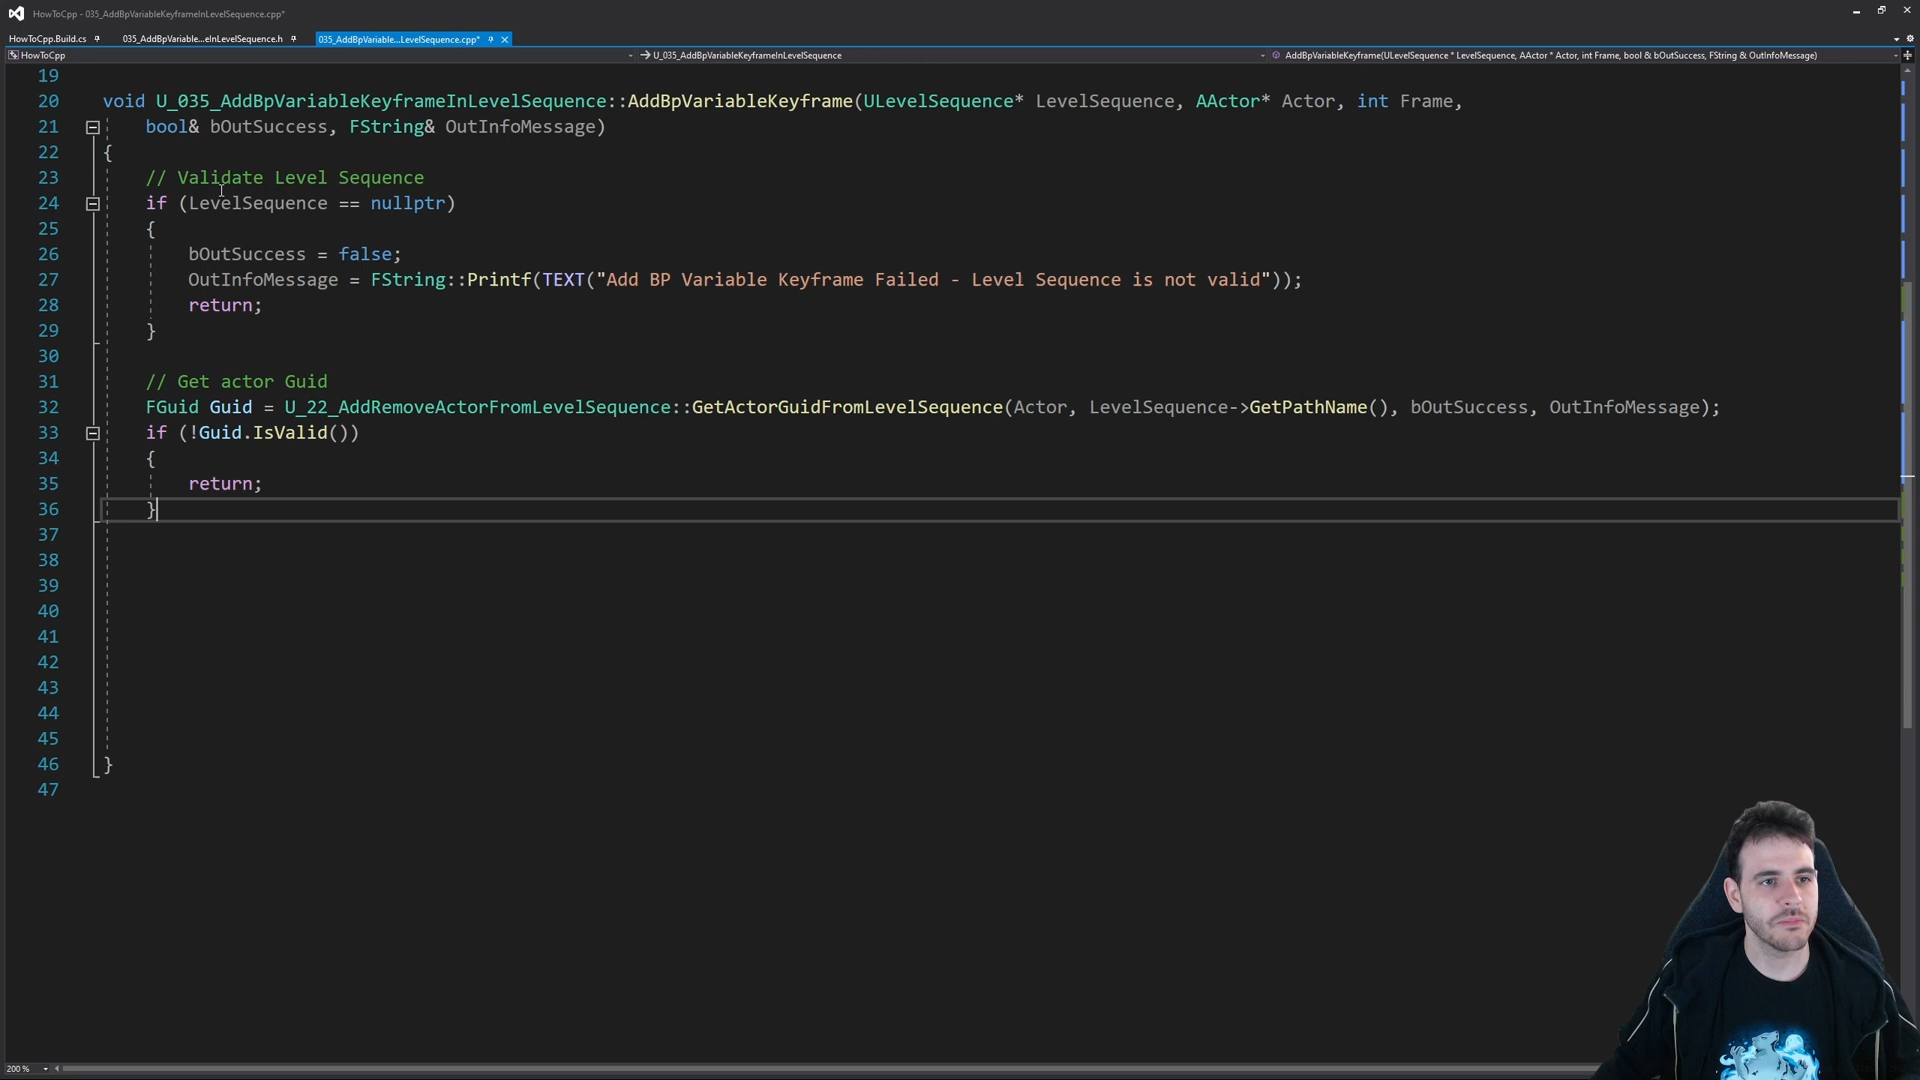 HowToCpp - 035_AddBpVariableKeyframeInLevelSequence.cpp*
HowToCpp.Build.cs
035_AddBpVariable...eInLevelSequence.h
035_AddBpVariable...LevelSequence.cpp*
HowToCpp
U_035_AddBpVariableKeyframeInLevelSequence
AddBpVariableKeyframe(ULevelSequence * LevelSequence, AActor * Actor, int Frame, bool & bOutSuccess, FString & OutInfoMessage)
19
20 void U_035_AddBpVariableKeyframeInLevelSequence::AddBpVariableKeyframe(ULevelSequence* LevelSequence, AActor* Actor, int Frame,
21 bool& bOutSuccess, FString& OutInfoMessage)
22 {
23 // Validate Level Sequence
24 if (LevelSequence == nullptr)
25 {
26 bOutSuccess = false;
27 OutInfoMessage = FString::Printf(TEXT("Add BP Variable Keyframe Failed - Level Sequence is not valid"));
28 return;
29 }
30
31 // Get actor Guid
32 FGuid Guid = U_22_AddRemoveActorFromLevelSequence::GetActorGuidFromLevelSequence(Actor, LevelSequence->GetPathName(), bOutSuccess, OutInfoMessage);
33 if (!Guid.IsValid())
34 {
35 return;
36 }
37
38
39
40
41
42
43
44
45
46 }
47
200 %